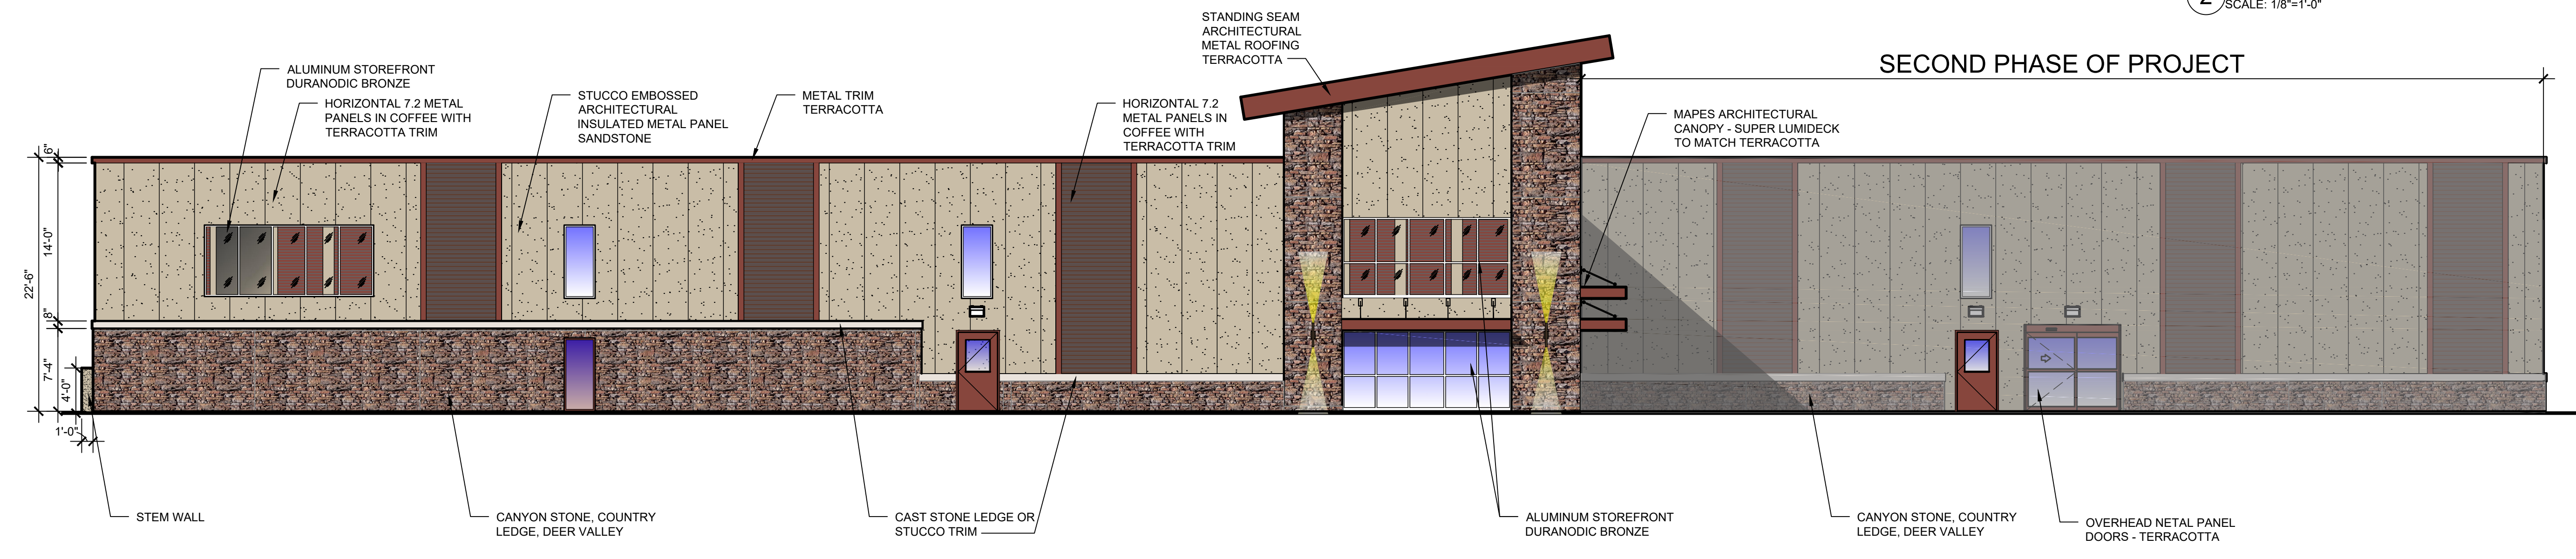 2
SCALE: 1/8"=1'-0"
STANDING SEAM
ARCHITECTURAL
METAL ROOFING
TERRACOTTA
SECOND PHASE OF PROJECT
ALUMINUM STOREFRONT
DURANODIC BRONZE
HORIZONTAL 7.2 METAL
PANELS IN COFFEE WITH
TERRACOTTA TRIM
STUCCO EMBOSSED
ARCHITECTURAL
INSULATED METAL PANEL
SANDSTONE
METAL TRIM
TERRACOTTA
HORIZONTAL 7.2
METAL PANELS IN
COFFEE WITH
TERRACOTTA TRIM
MAPES ARCHITECTURAL
CANOPY - SUPER LUMIDECK
TO MATCH TERRACOTTA
6"
14'-0"
22'-6"
8"
7'-4"
4'-0"
1'-0"
STEM WALL
CANYON STONE, COUNTRY
LEDGE, DEER VALLEY
CAST STONE LEDGE OR
STUCCO TRIM
ALUMINUM STOREFRONT
DURANODIC BRONZE
CANYON STONE, COUNTRY
LEDGE, DEER VALLEY
OVERHEAD NETAL PANEL
DOORS - TERRACOTTA